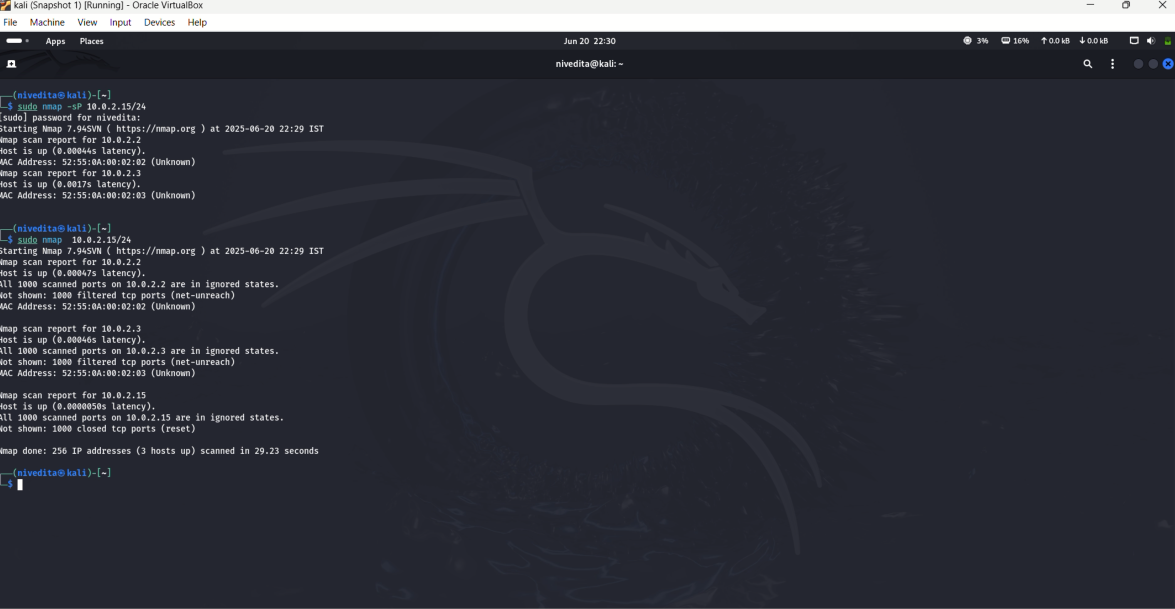 kali (Snapshot 1) [Running] - Oracle VirtualBox
File Machine View Input Devices Help
Apps Places Jun 20 22:30 3% 16% ↑0.0 kB ↓0.0 kB
nivedita@kali: ~
┌──(nivedita㉿kali)-[~]
└─$ sudo nmap -sP 10.0.2.15/24
[sudo] password for nivedita:
Starting Nmap 7.94SVN ( https://nmap.org ) at 2025-06-20 22:29 IST
Nmap scan report for 10.0.2.2
Host is up (0.00044s latency).
MAC Address: 52:55:0A:00:02:02 (Unknown)
Nmap scan report for 10.0.2.3
Host is up (0.0017s latency).
MAC Address: 52:55:0A:00:02:03 (Unknown)
┌──(nivedita㉿kali)-[~]
└─$ sudo nmap  10.0.2.15/24
Starting Nmap 7.94SVN ( https://nmap.org ) at 2025-06-20 22:29 IST
Nmap scan report for 10.0.2.2
Host is up (0.00047s latency).
All 1000 scanned ports on 10.0.2.2 are in ignored states.
Not shown: 1000 filtered tcp ports (net-unreach)
MAC Address: 52:55:0A:00:02:02 (Unknown)
Nmap scan report for 10.0.2.3
Host is up (0.00046s latency).
All 1000 scanned ports on 10.0.2.3 are in ignored states.
Not shown: 1000 filtered tcp ports (net-unreach)
MAC Address: 52:55:0A:00:02:03 (Unknown)
Nmap scan report for 10.0.2.15
Host is up (0.0000050s latency).
All 1000 scanned ports on 10.0.2.15 are in ignored states.
Not shown: 1000 closed tcp ports (reset)
Nmap done: 256 IP addresses (3 hosts up) scanned in 29.23 seconds
┌──(nivedita㉿kali)-[~]
└─$